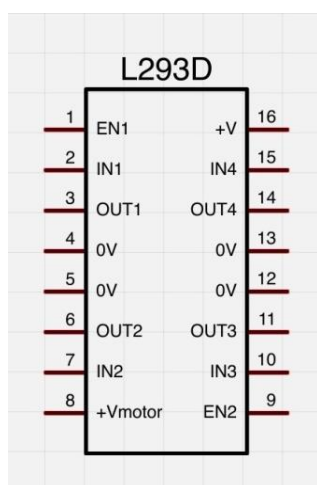 L293D
1 EN1 +V 16
2 IN1 IN4 15
3 OUT1 OUT4 14
4 0V 0V 13
5 0V 0V 12
6 OUT2 OUT3 11
7 IN2 IN3 10
8 +Vmotor EN2 9